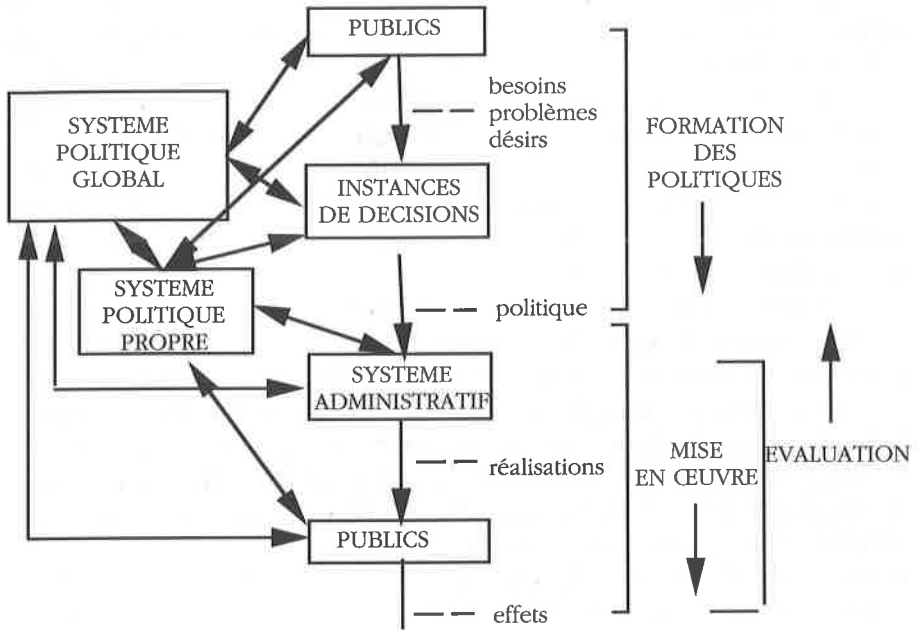 PUBLICS
besoins
problèmes
désirs
SYSTEME
POLITIQUE
GLOBAL
FORMATION
DES
POLITIQUES
INSTANCES
DE DECISIONS
SYSTEME
POLITIQUE
PROPRE
politique
SYSTEME
ADMINISTRATIF
réalisations
MISE
EN ŒUVRE
EVALUATION
PUBLICS
effets